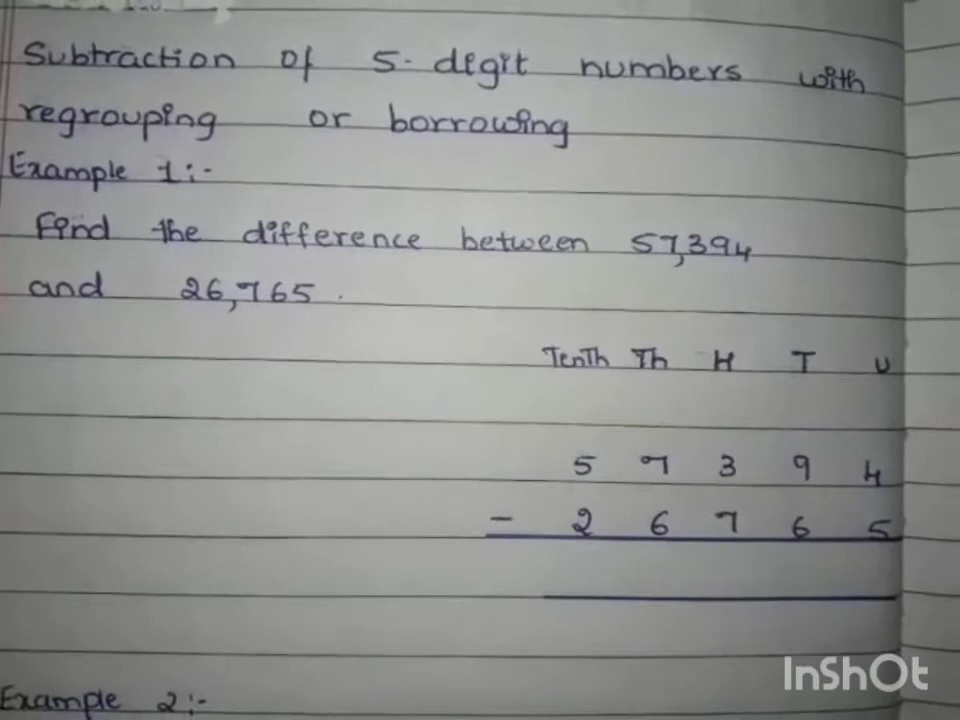 Subtraction of 5-digit numbers with
regrouping or borrowing
Example 1:-
Find the difference between 57,394
and 26,765.
TenTh Th H T U
5 7 3 9 4
- 2 6 7 6 5
Example 2:-
InShOt